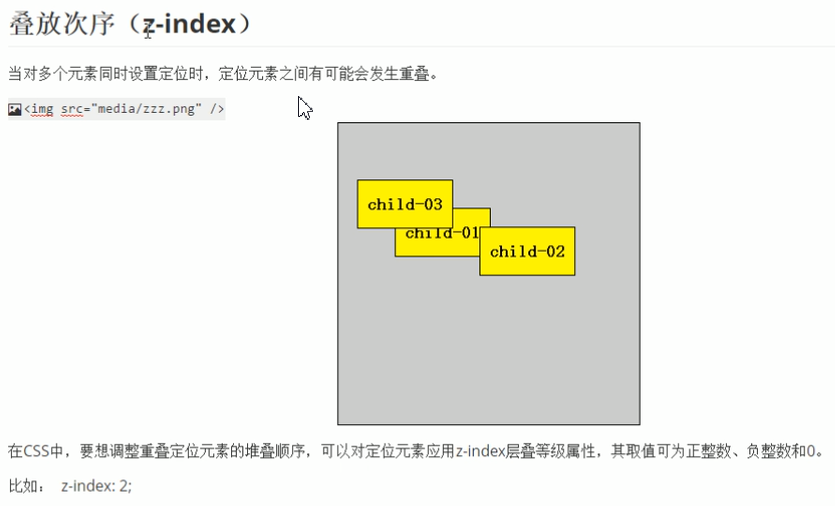 叠放次序（z-index）
当对多个元素同时设置定位时，定位元素之间有可能会发生重叠。
<img src="media/zzz.png" />
child-03
child-01
child-02
在CSS中，要想调整重叠定位元素的堆叠顺序，可以对定位元素应用z-index层叠等级属性，其取值可为正整数、负整数和0。
比如： z-index: 2;